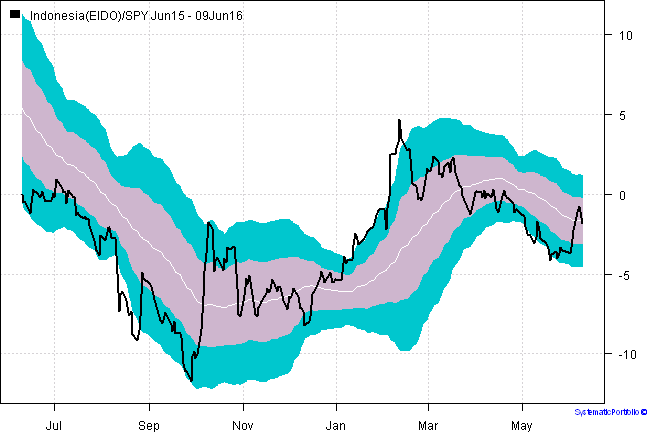 Indonesia(EIDO)/SPY Jun15 - 09Jun16
10
5
0
-5
-10
Jul Sep Nov Jan Mar May
SystematicPortfolio ©